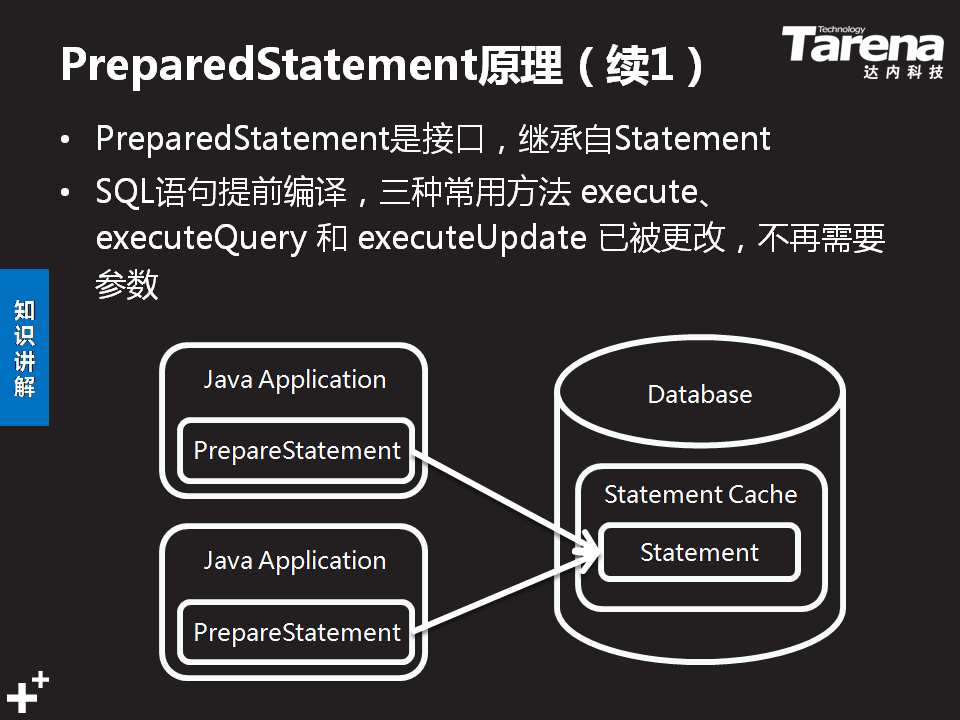 PreparedStatement原理（续1）
Technology
Tarena
达内科技
• PreparedStatement是接口，继承自Statement
• SQL语句提前编译，三种常用方法 execute、
executeQuery 和 executeUpdate 已被更改，不再需要
参数
知识讲解
Java Application
PrepareStatement
Java Application
PrepareStatement
Database
Statement Cache
Statement